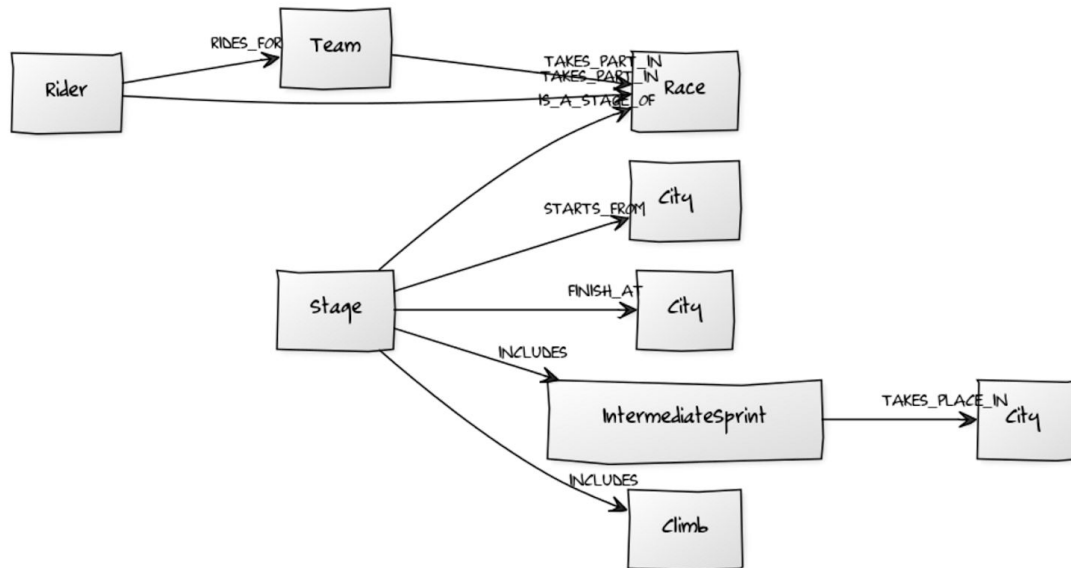 RIDES_FOR
Team
Rider
TAKES_PART_IN
TAKES_PART_IN
Race
IS_A_STAGE_OF
City
STARTS_FROM
FINISH_AT
Stage
City
INCLUDES
IntermediateSprint
TAKES_PLACE_IN
City
INCLUDES
Climb